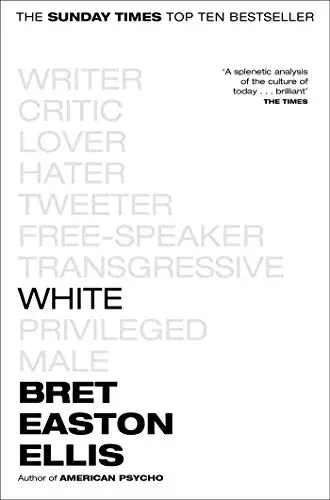 THE SUNDAY TIMES TOP TEN BESTSELLER
WRITER
CRITIC
LOVER
HATER
TWEETER
FREE-SPEAKER
TRANSGRESSIVE
WHITE
PRIVILEGED
MALE
‘A splenetic analysis
of the culture of
today . . . brilliant’
THE TIMES
BRET
EASTON
ELLIS
Author of AMERICAN PSYCHO